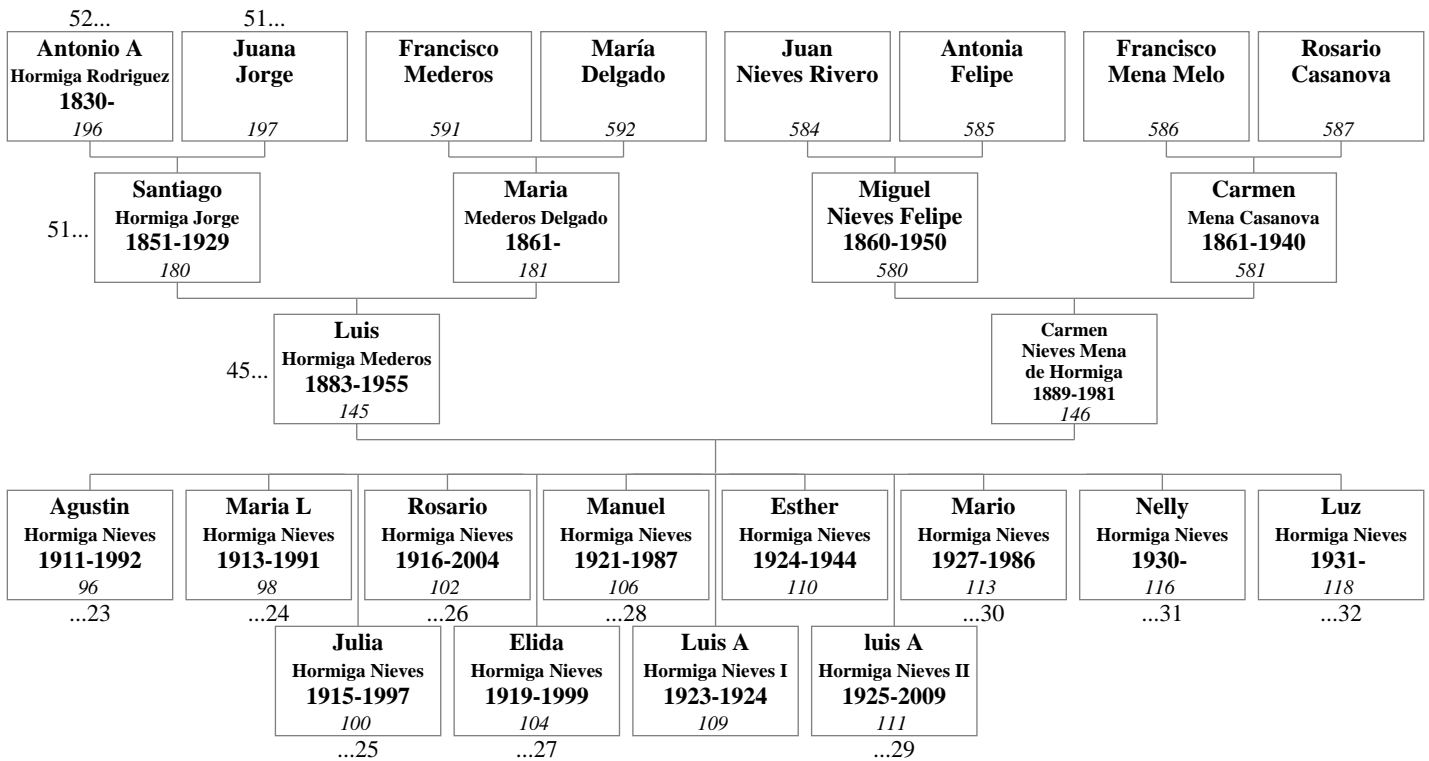 52...
51...
Antonio A
Hormiga Rodriguez
1830-
196
Juana
Jorge
197
Francisco
Mederos
591
María
Delgado
592
Juan
Nieves Rivero
584
Antonia
Felipe
585
Francisco
Mena Melo
586
Rosario
Casanova
587
51...
Santiago
Hormiga Jorge
1851-1929
180
Maria
Mederos Delgado
1861-
181
Miguel
Nieves Felipe
1860-1950
580
Carmen
Mena Casanova
1861-1940
581
45...
Luis
Hormiga Mederos
1883-1955
145
Carmen
Nieves Mena
de Hormiga
1889-1981
146
Agustin
Hormiga Nieves
1911-1992
96
...23
Maria L
Hormiga Nieves
1913-1991
98
...24
Rosario
Hormiga Nieves
1916-2004
102
...26
Manuel
Hormiga Nieves
1921-1987
106
...28
Esther
Hormiga Nieves
1924-1944
110
Mario
Hormiga Nieves
1927-1986
113
...30
Nelly
Hormiga Nieves
1930-
116
...31
Luz
Hormiga Nieves
1931-
118
...32
Julia
Hormiga Nieves
1915-1997
100
...25
Elida
Hormiga Nieves
1919-1999
104
...27
Luis A
Hormiga Nieves I
1923-1924
109
luis A
Hormiga Nieves II
1925-2009
111
...29